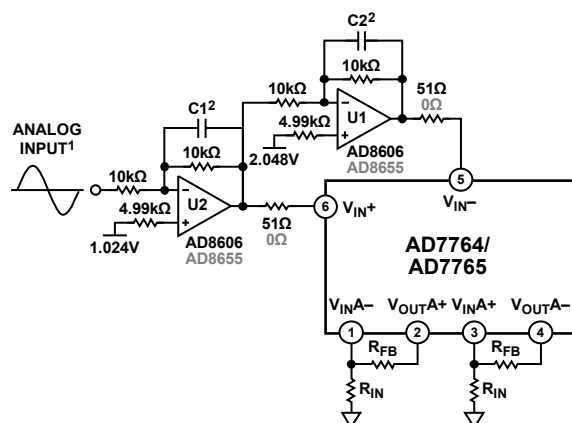 C2²
10kΩ
10kΩ
51Ω
0Ω
U1
4.99kΩ
2.048V
AD8606
AD8655
C1²
10kΩ
ANALOG
INPUT¹
10kΩ
4.99kΩ
U2
1.024V
AD8606
AD8655
51Ω
0Ω
5
VIN–
6
VIN+
AD7764/
AD7765
VINA–
VOUTA+
VINA+
VOUTA–
1
2
3
4
RFB
RFB
RIN
RIN